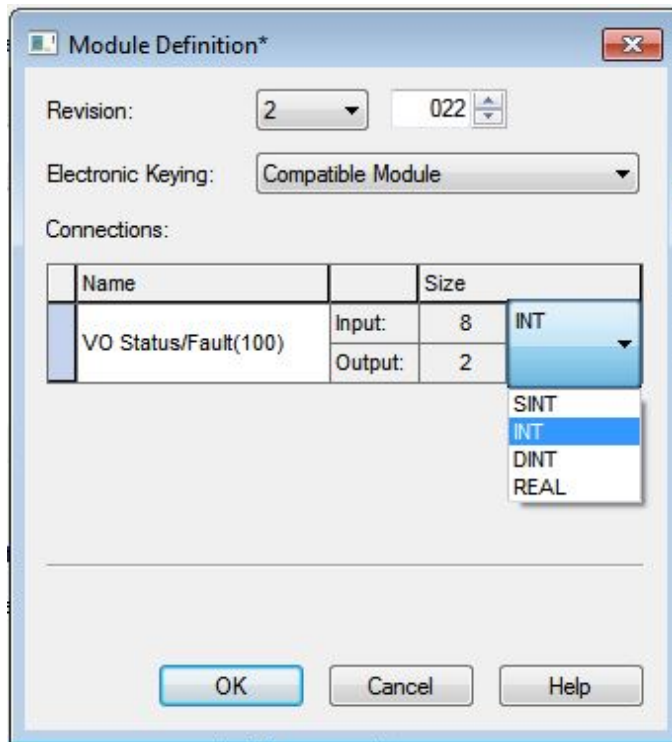 Module Definition*
Revision: 2 022
Electronic Keying: Compatible Module
Connections:
Name Size
VO Status/Fault(100) Input: 8 INT
Output: 2
SINT
INT
DINT
REAL
OK Cancel Help